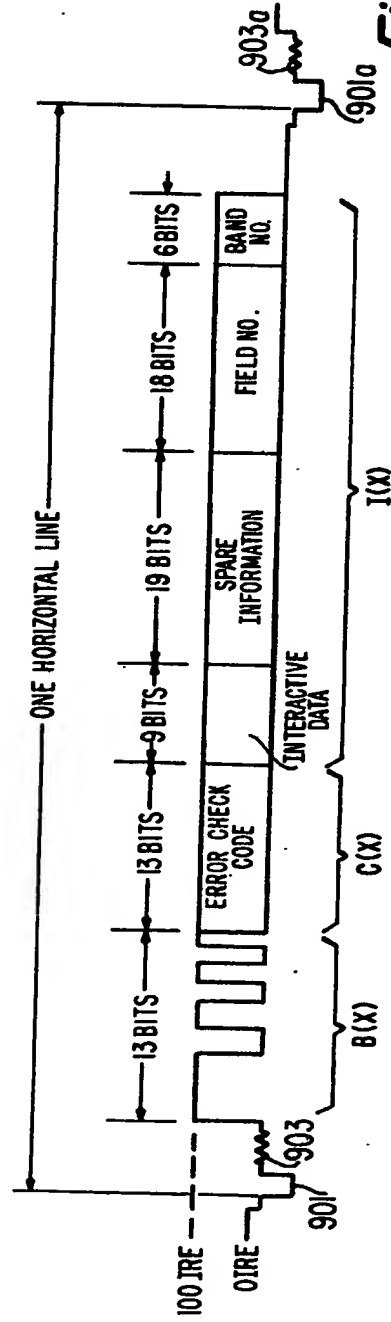 ONE HORIZONTAL LINE
13 BITS
13 BITS
9 BITS
19 BITS
18 BITS
6 BITS
100 IRE
0 IRE
ERROR CHECK
CODE
SPARE
INFORMATION
FIELD NO.
BAND
NO.
INTERACTIVE
DATA
901
903
903a
901a
B(X)
C(X)
I(X)